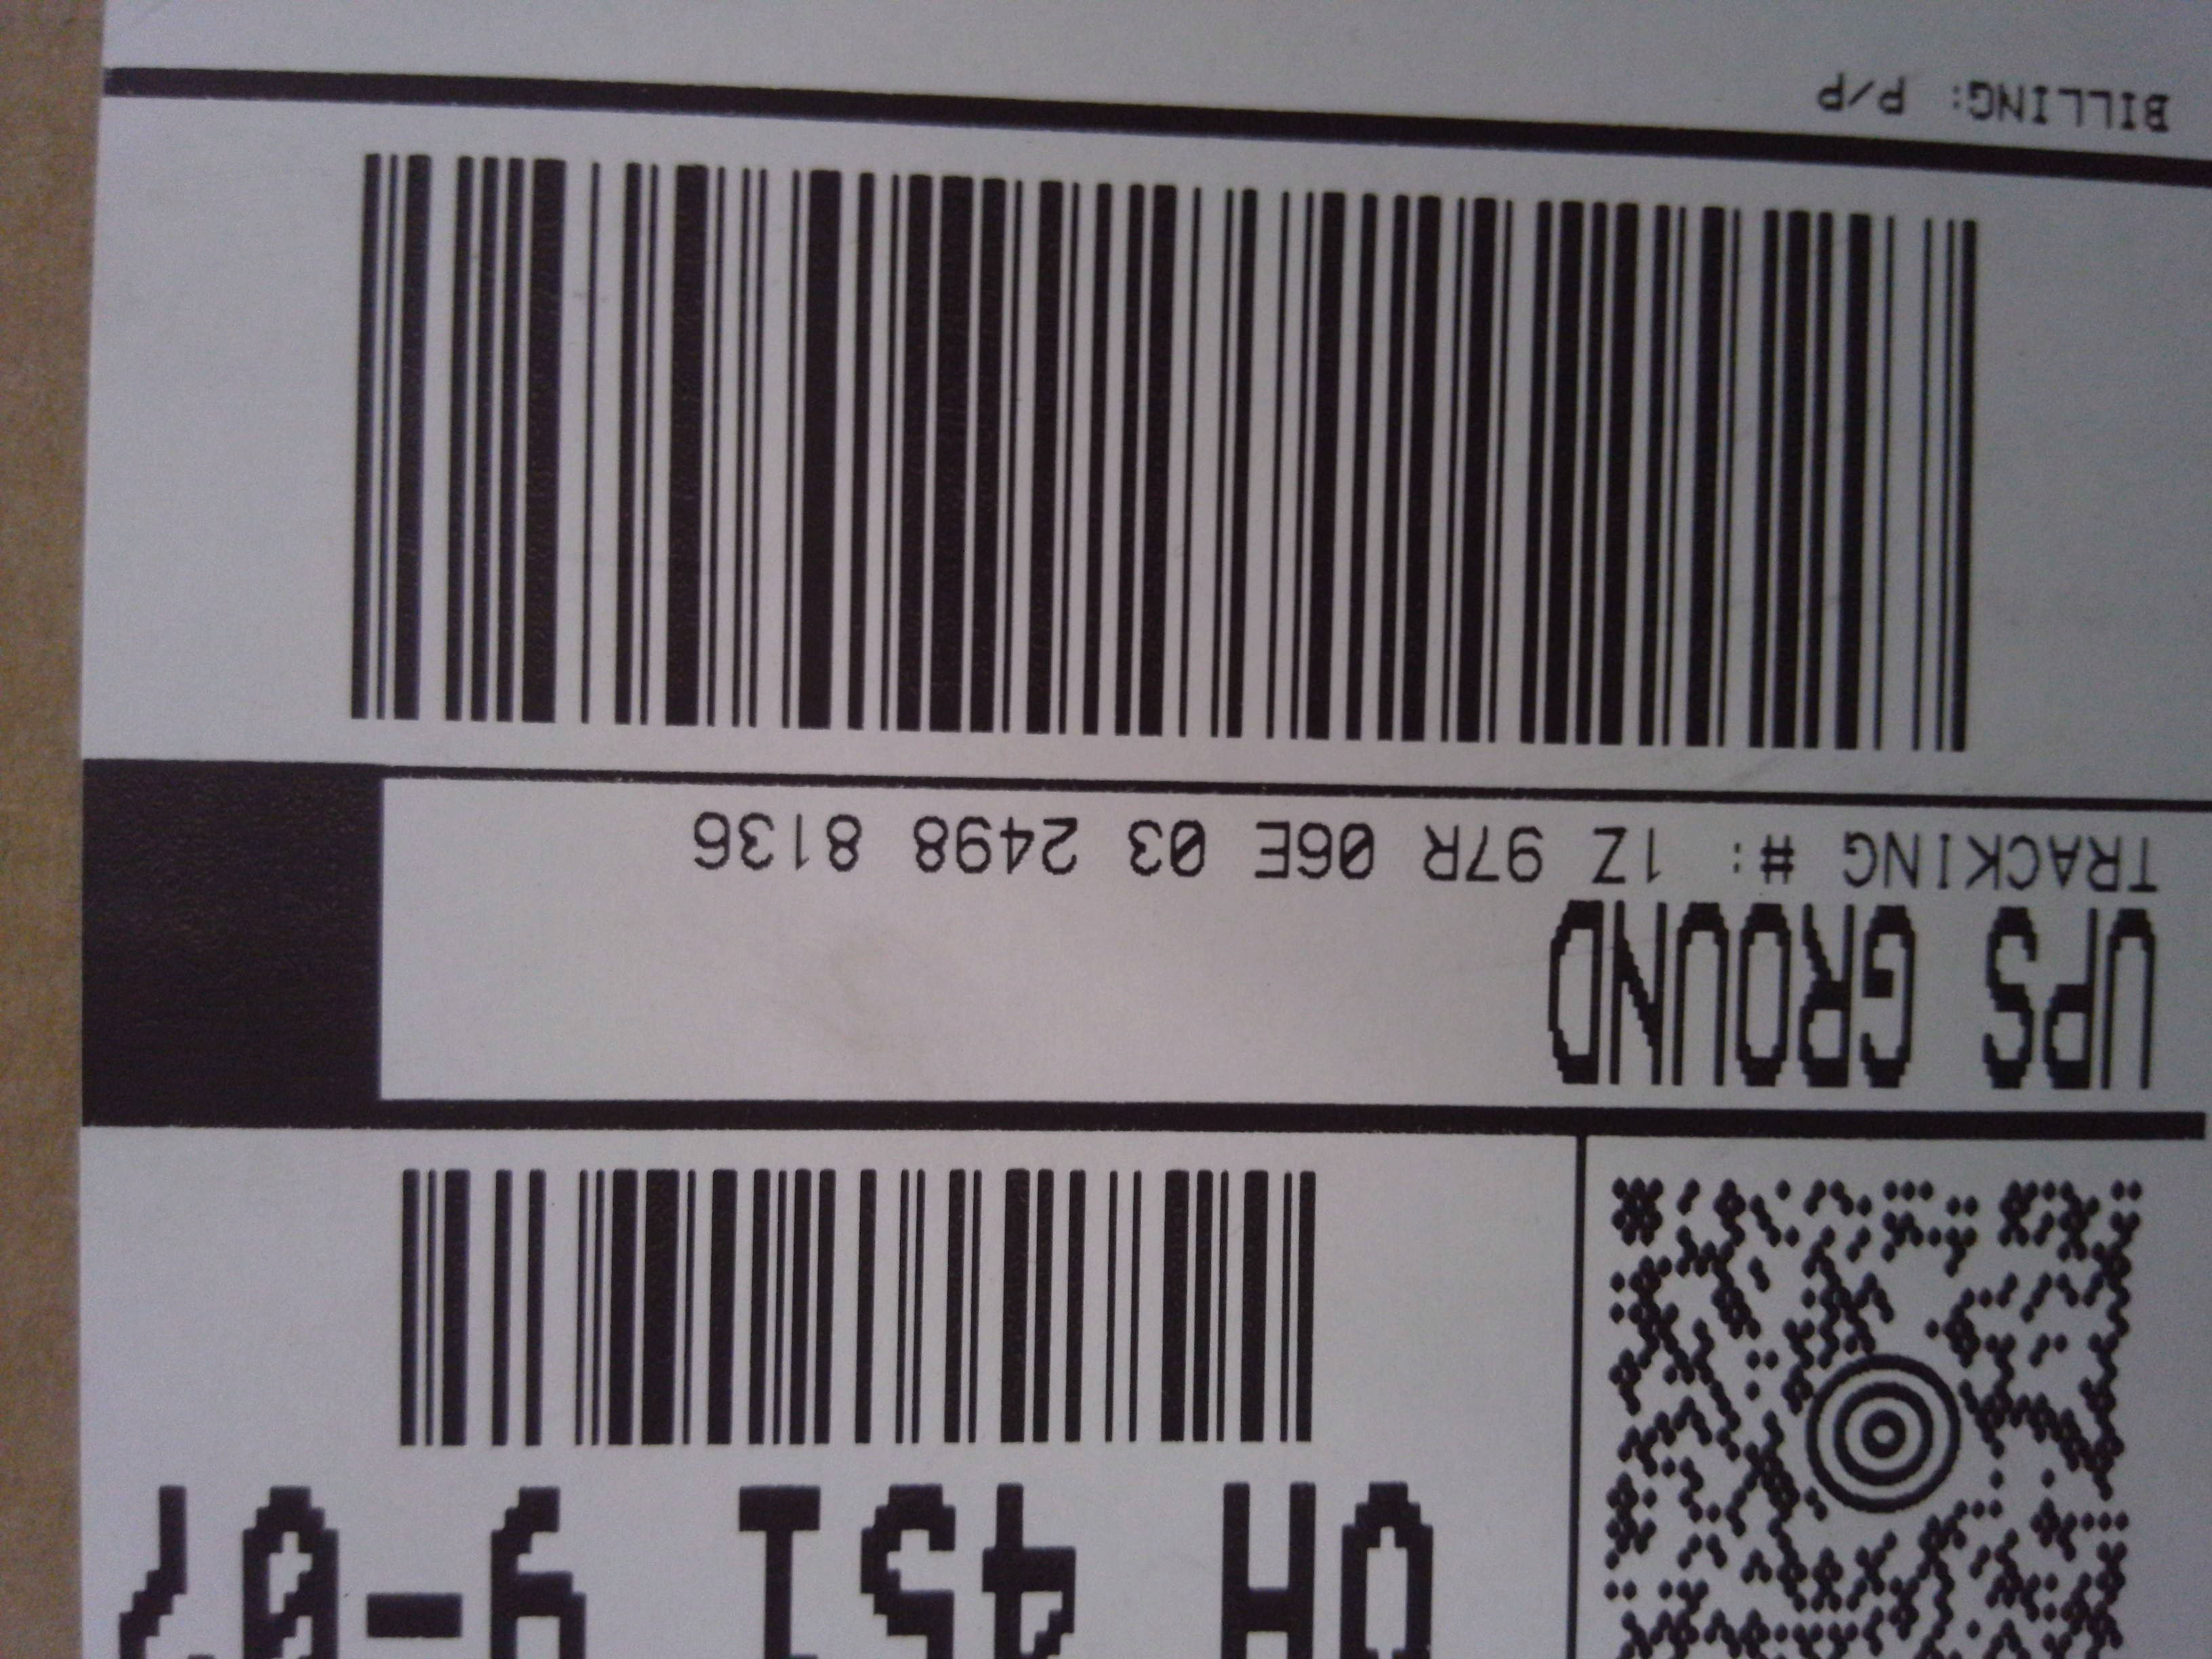 OH 451 9-07
UPS GROUND
TRACKING #: 1Z 97R 06E 03 2498 8136
BILLING: P/P